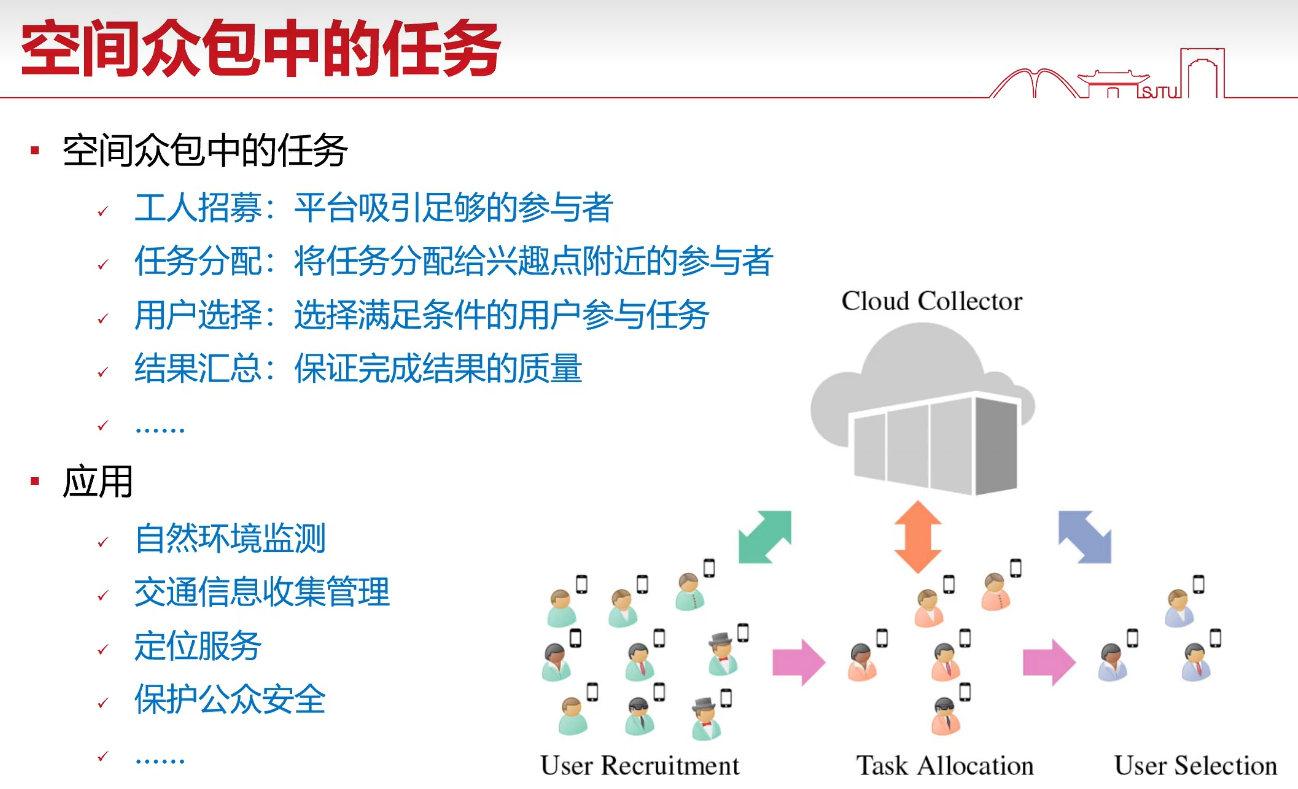 空间众包中的任务
SJTU
空间众包中的任务
工人招募：平台吸引足够的参与者
任务分配：将任务分配给兴趣点附近的参与者
用户选择：选择满足条件的用户参与任务
结果汇总：保证完成结果的质量
……
应用
自然环境监测
交通信息收集管理
定位服务
保护公众安全
……
Cloud Collector
User Recruitment
Task Allocation
User Selection